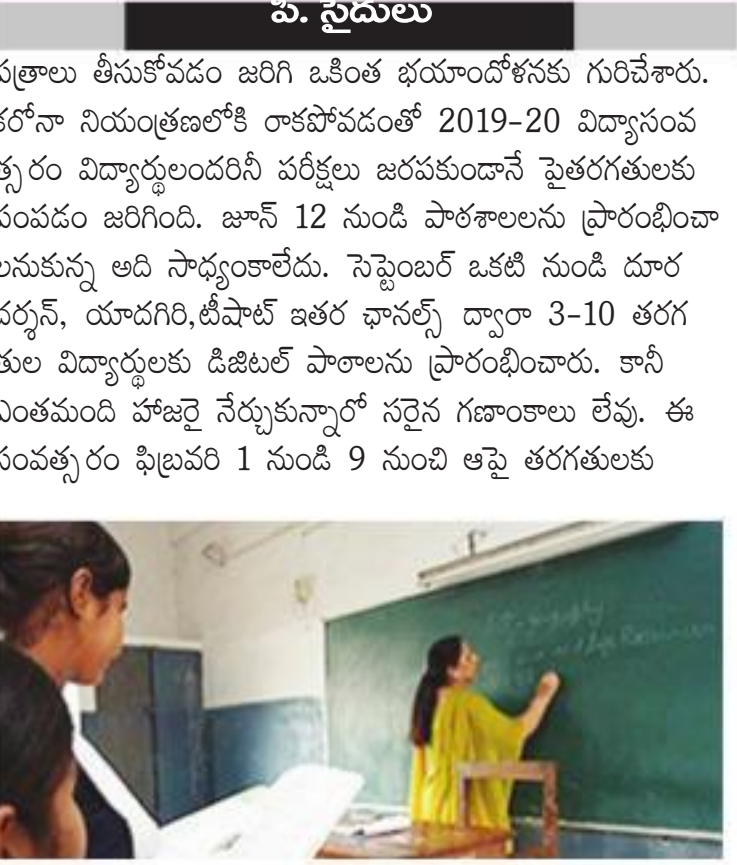 పి. సైదులు
పత్రాలు తీసుకోవడం జరిగి ఒకింత భయాందోళనకు గురిచేశారు.
కరోనా నియంత్రణలోకి రాకపోవడంతో 2019-20 విద్యాసంవ
త్సరం విద్యార్థులందరినీ పరీక్షలు జరపకుండానే పైతరగతులకు
పంపడం జరిగింది. జూన్ 12 నుండి పాఠశాలలను ప్రారంభించా
లనుకున్న అది సాధ్యంకాలేదు. సెప్టెంబర్ ఒకటి నుండి దూర
దర్శన్, యాదగిరి,టీషాట్ ఇతర ఛానల్స్ ద్వారా 3-10 తరగ
తుల విద్యార్థులకు డిజిటల్ పాఠాలను ప్రారంభించారు. కానీ
ఎంతమంది హాజరై నేర్చుకున్నారో సరైన గణాంకాలు లేవు. ఈ
సంవత్సరం ఫిబ్రవరి 1 నుండి 9 నుంచి ఆపై తరగతులకు